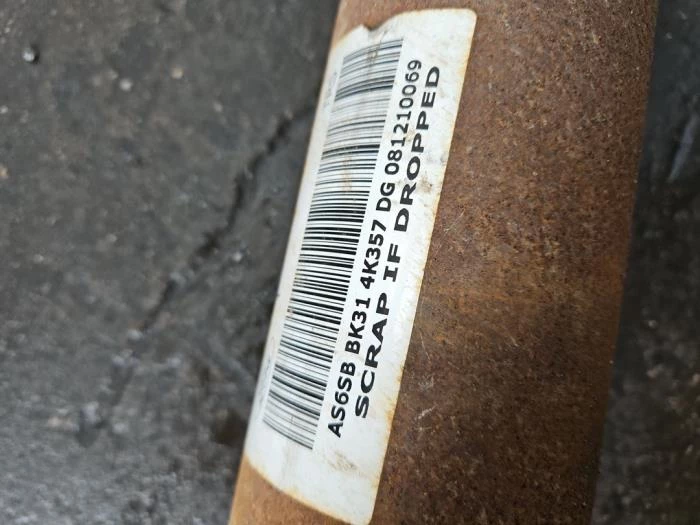 AS6SB BK31 4K357 DG 081210069
SCRAP IF DROPPED